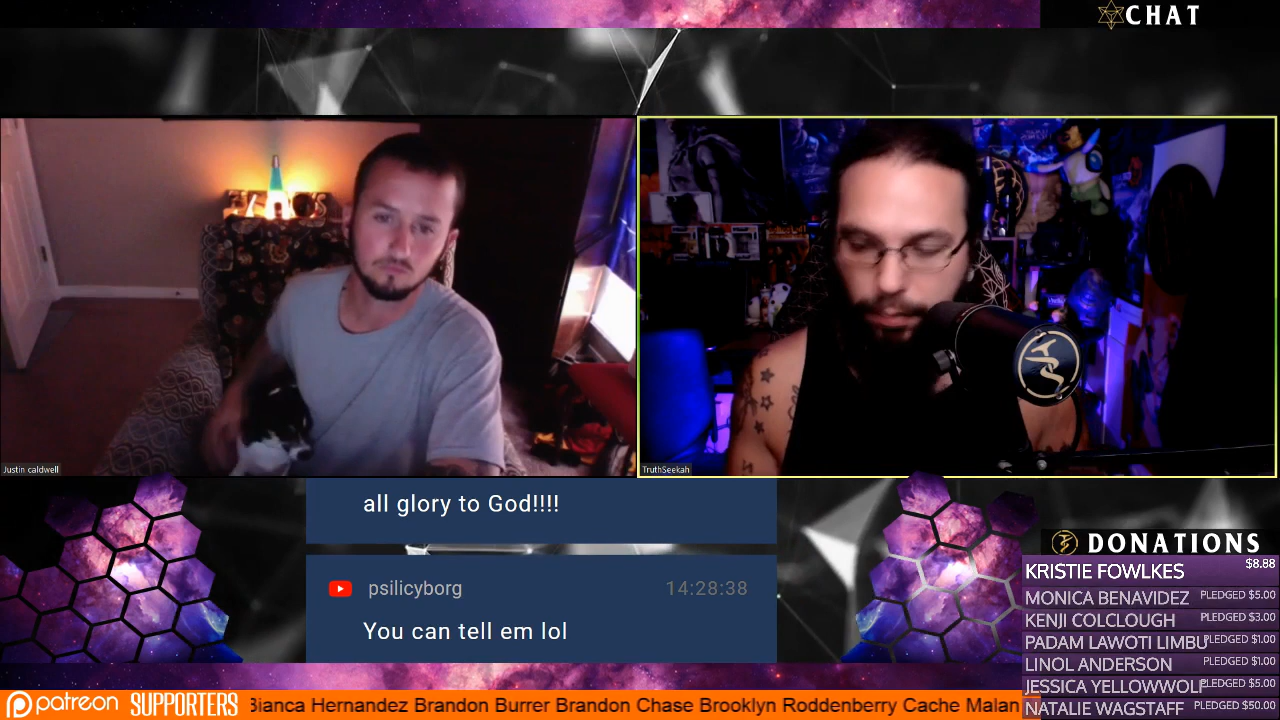 CHAT
Justin caldwell
TruthSeekah
all glory to God!!!!
psilicyborg 14:28:38
You can tell em lol
DONATIONS
KRISTIE FOWLKES $8.88
MONICA BENAVIDEZ PLEDGED $5.00
KENJI COLCLOUGH PLEDGED $3.00
PADAM LAWOTI LIMBU PLEDGED $1.00
LINOL ANDERSON PLEDGED $1.00
JESSICA YELLOWWOLF PLEDGED $5.00
NATALIE WAGSTAFF PLEDGED $50.00
patreon SUPPORTERS Bianca Hernandez Brandon Burrer Brandon Chase Brooklyn Roddenberry Cache Malan